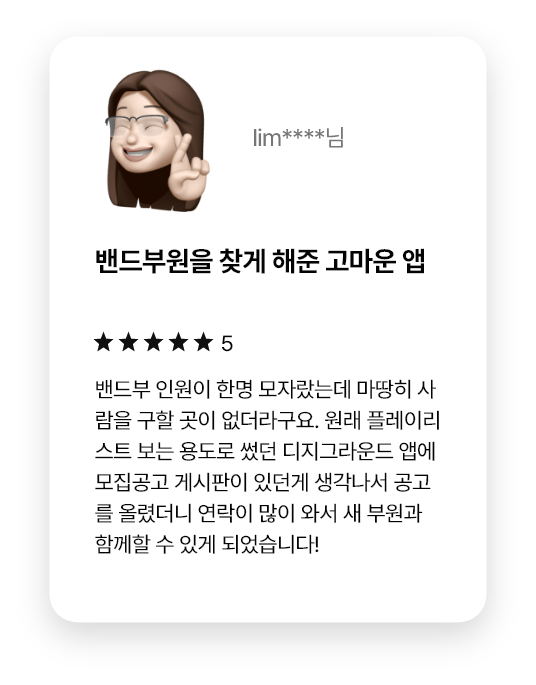 lim****님
밴드부원을 찾게 해준 고마운 앱
★★★★★ 5
밴드부 인원이 한명 모자랐는데 마땅히 사
람을 구할 곳이 없더라구요. 원래 플레이리
스트 보는 용도로 썼던 디지그라운드 앱에
모집공고 게시판이 있던게 생각나서 공고
를 올렸더니 연락이 많이 와서 새 부원과
함께할 수 있게 되었습니다!